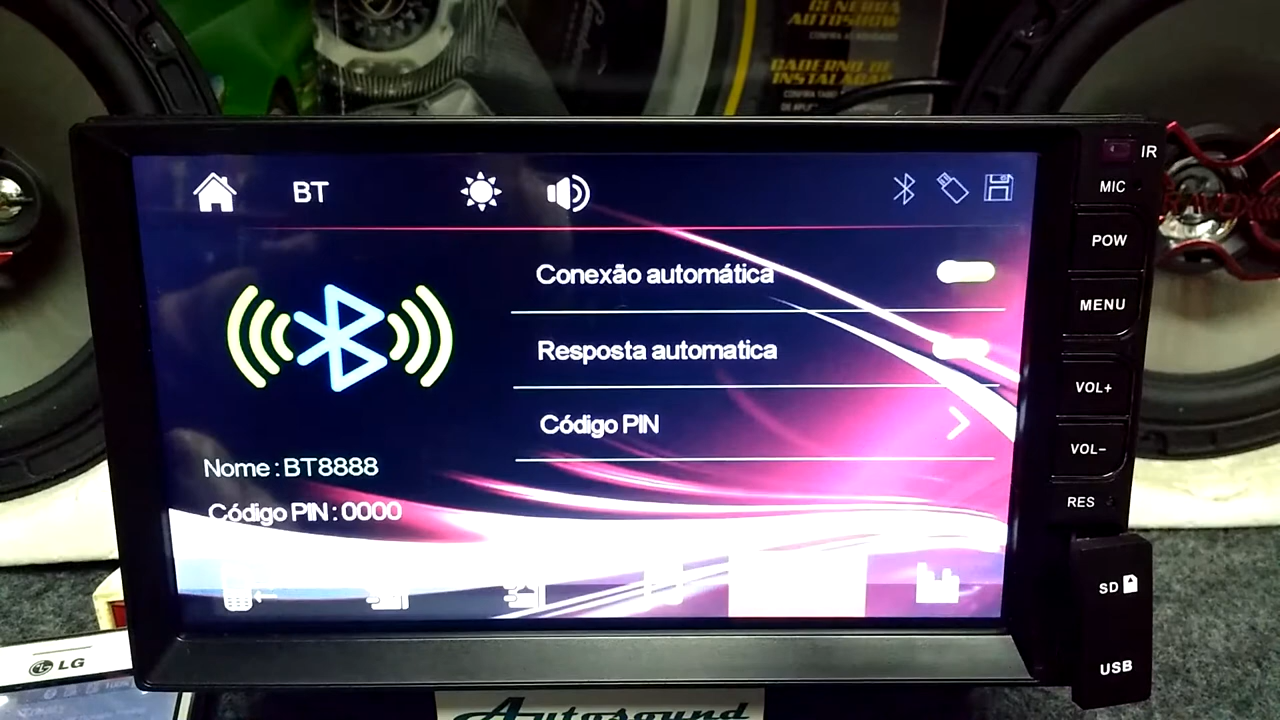 GENEBRA
AUTOSHOW
CADERNO DE
INSTALAÇÃO
IR
BT
MIC
POW
Conexão automática
MENU
Resposta automatica
VOL+
Código PIN
VOL-
Nome : BT8888
RES
Código PIN : 0000
SD
LG
USB
Autosound